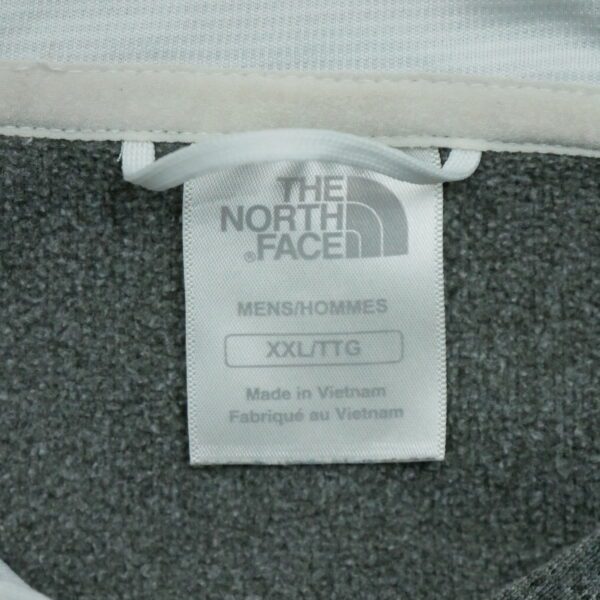 THE
NORTH
FACE
®
MENS/HOMMES
XXL/TTG
Made in Vietnam
Fabriqué au Vietnam